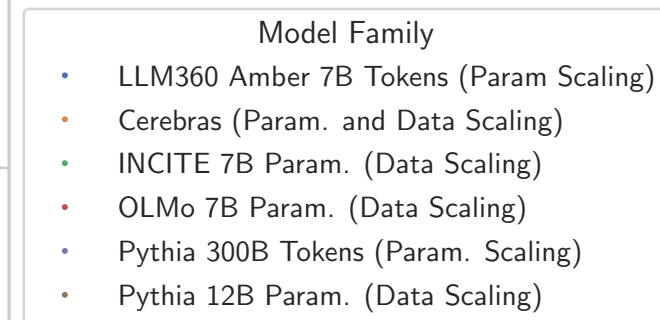 Model Family
LLM360 Amber 7B Tokens (Param Scaling)
Cerebras (Param. and Data Scaling)
INCITE 7B Param. (Data Scaling)
OLMo 7B Param. (Data Scaling)
Pythia 300B Tokens (Param. Scaling)
Pythia 12B Param. (Data Scaling)